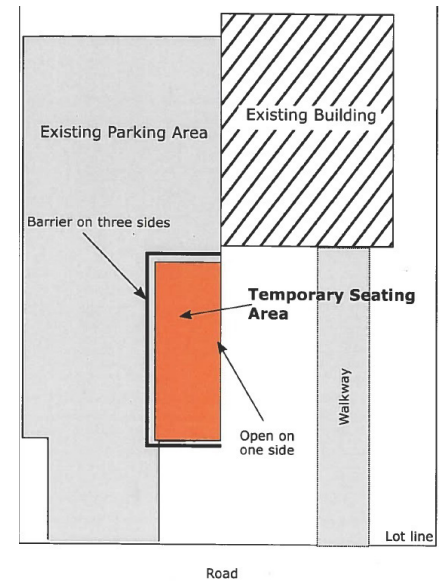 Existing Building
Existing Parking Area
Barrier on three sides
Temporary Seating
Area
Walkway
Open on
one side
Lot line
Road